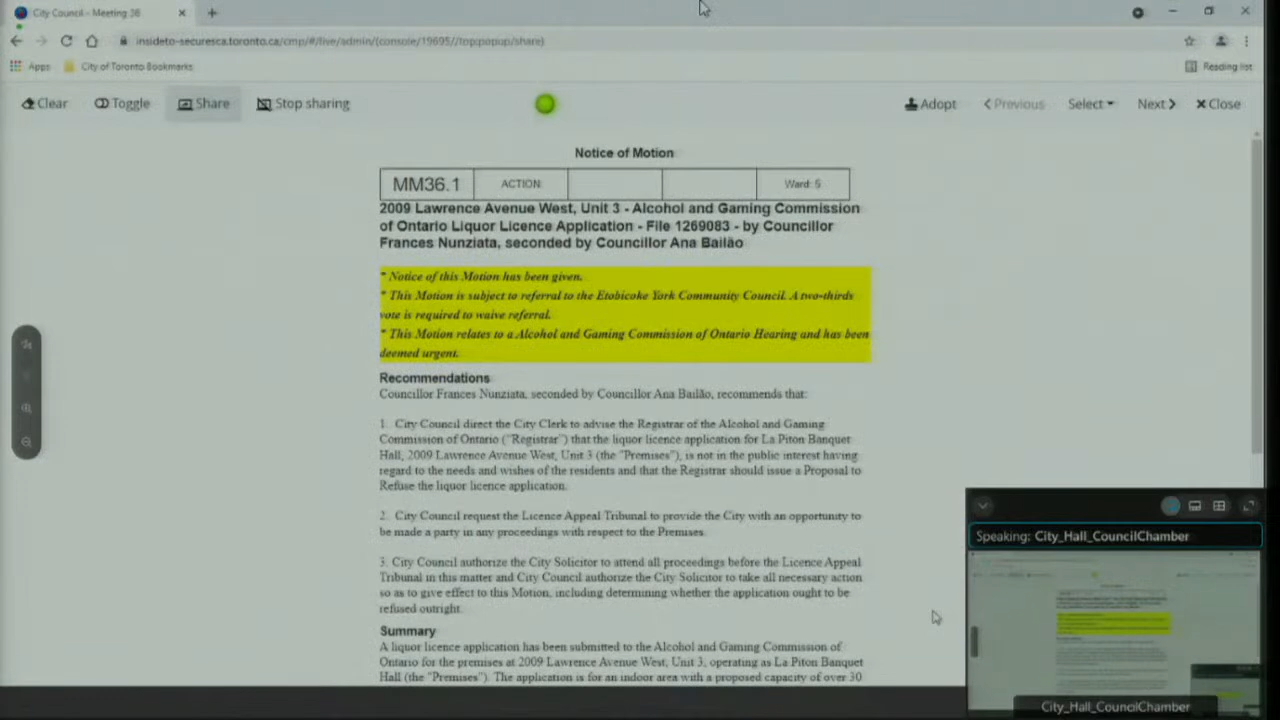 City Council - Meeting 36
insideto-securesca.toronto.ca/cmp/#/live/admin/(console/19695//top:popup/share)
Apps City of Toronto Bookmarks Reading list
Clear Toggle Share Stop sharing Adopt Previous Select Next Close
Notice of Motion
MM36.1 ACTION Ward: 5
2009 Lawrence Avenue West, Unit 3 - Alcohol and Gaming Commission
of Ontario Liquor Licence Application - File 1269083 - by Councillor
Frances Nunziata, seconded by Councillor Ana Bailão
* Notice of this Motion has been given.
* This Motion is subject to referral to the Etobicoke York Community Council. A two-thirds
vote is required to waive referral.
* This Motion relates to a Alcohol and Gaming Commission of Ontario Hearing and has been
deemed urgent.
Recommendations
Councillor Frances Nunziata, seconded by Councillor Ana Bailão, recommends that:
1. City Council direct the City Clerk to advise the Registrar of the Alcohol and Gaming
Commission of Ontario ("Registrar") that the liquor licence application for La Piton Banquet
Hall, 2009 Lawrence Avenue West, Unit 3 (the "Premises"), is not in the public interest having
regard to the needs and wishes of the residents and that the Registrar should issue a Proposal to
Refuse the liquor licence application.
2. City Council request the Licence Appeal Tribunal to provide the City with an opportunity to
be made a party in any proceedings with respect to the Premises.
3. City Council authorize the City Solicitor to attend all proceedings before the Licence Appeal
Tribunal in this matter and City Council authorize the City Solicitor to take all necessary action
so as to give effect to this Motion, including determining whether the application ought to be
refused outright.
Summary
A liquor licence application has been submitted to the Alcohol and Gaming Commission of
Ontario for the premises at 2009 Lawrence Avenue West, Unit 3, operating as La Piton Banquet
Hall (the "Premises"). The application is for an indoor area with a proposed capacity of over 30
Speaking: City_Hall_CouncilChamber
City_Hall_CouncilChamber